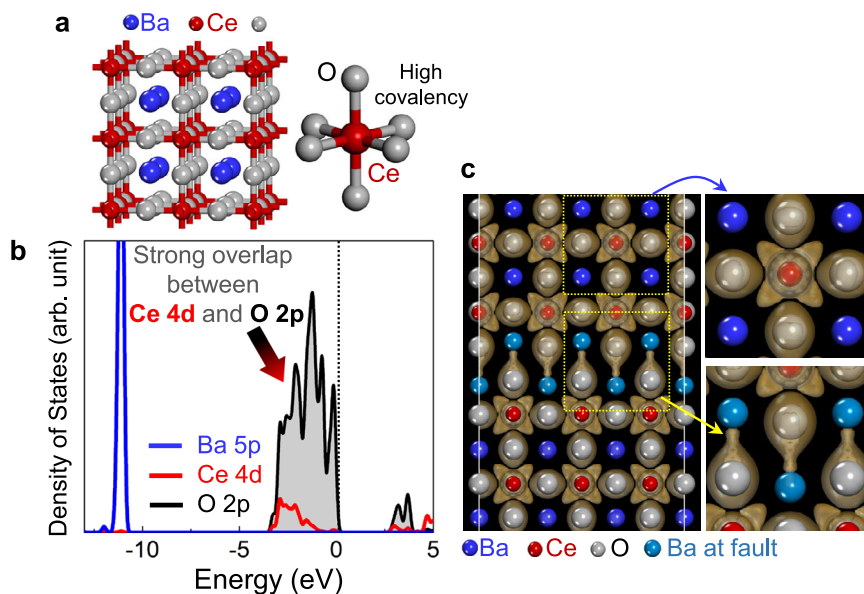 a
Ba Ce
O
High
covalency
Ce
b
Density of States (arb. unit)
Strong overlap
between
Ce 4d and O 2p
Ba 5p
Ce 4d
O 2p
-10 -5 0 5
Energy (eV)
c
Ba Ce O Ba at fault